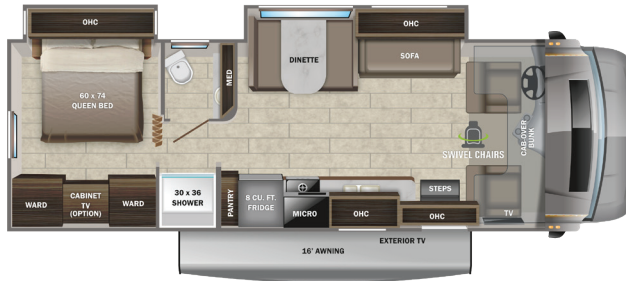 OHC
OHC
DINETTE
SOFA
MED
60 x 74
QUEEN BED
CAB-OVER
BUNK
SWIVEL CHAIRS
WARD
CABINET
TV
(OPTION)
WARD
30 x 36
SHOWER
PANTRY
8 CU. FT.
FRIDGE
MICRO
OHC
STEPS
OHC
TV
EXTERIOR TV
16' AWNING